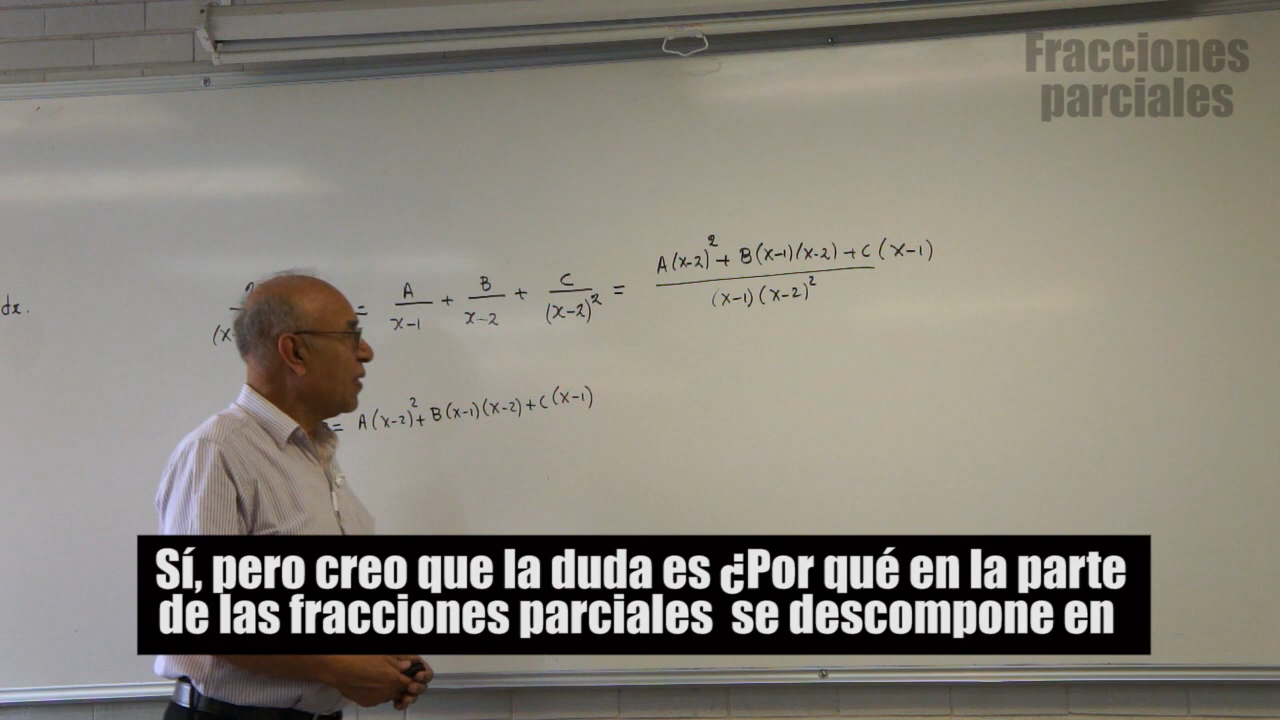 Fracciones
parciales
dx.
= A/(x-1) + B/(x-2) + C/(x-2)² = (A(x-2)² + B(x-1)(x-2) + C(x-1))/((x-1)(x-2)²)
= A(x-2)² + B(x-1)(x-2) + C(x-1)
Sí, pero creo que la duda es ¿Por qué en la parte
de las fracciones parciales se descompone en